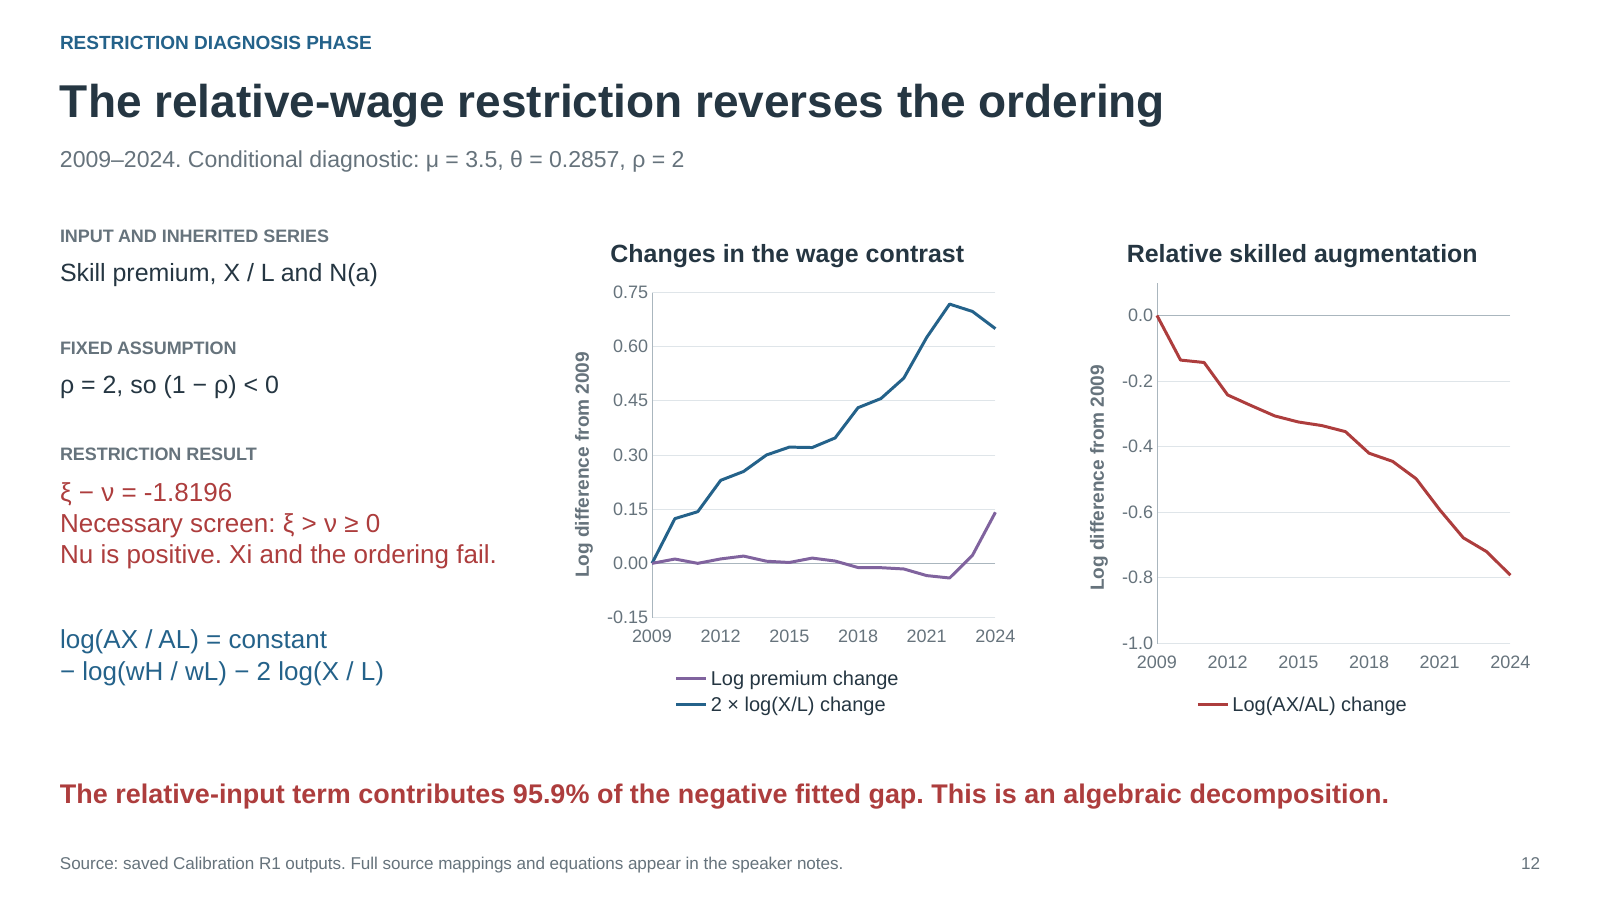 RESTRICTION DIAGNOSIS PHASE
The relative-wage restriction reverses the ordering
2009–2024. Conditional diagnostic: μ = 3.5, θ = 0.2857, ρ = 2
INPUT AND INHERITED SERIES
Skill premium, X / L and N(a)
FIXED ASSUMPTION
ρ = 2, so (1 − ρ) < 0
RESTRICTION RESULT
ξ − ν = -1.8196
Necessary screen: ξ > ν ≥ 0
Nu is positive. Xi and the ordering fail.
log(AX / AL) = constant
− log(wH / wL) − 2 log(X / L)
Changes in the wage contrast
Log difference from 2009
0.75
0.60
0.45
0.30
0.15
0.00
-0.15
2009 2012 2015 2018 2021 2024
Log premium change
2 × log(X/L) change
Relative skilled augmentation
Log difference from 2009
0.0
-0.2
-0.4
-0.6
-0.8
-1.0
2009 2012 2015 2018 2021 2024
Log(AX/AL) change
The relative-input term contributes 95.9% of the negative fitted gap. This is an algebraic decomposition.
Source: saved Calibration R1 outputs. Full source mappings and equations appear in the speaker notes.
12